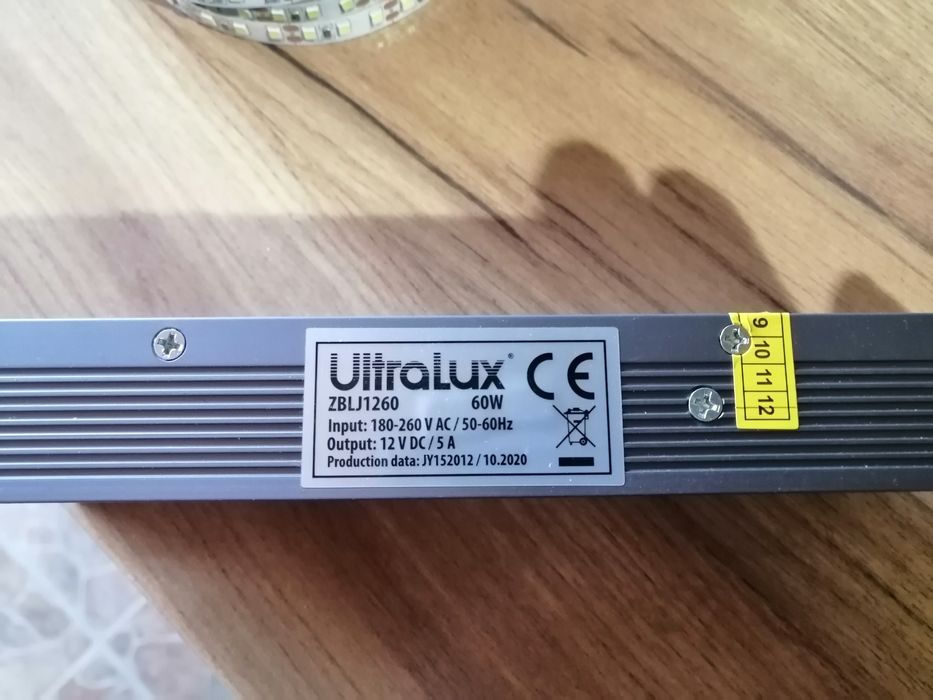 UltraLux®
CE
ZBLJ1260 60W
Input: 180-260 V AC / 50-60Hz
Output: 12 V DC / 5 A
Production data: JY152012 / 10.2020
9
10
11
12